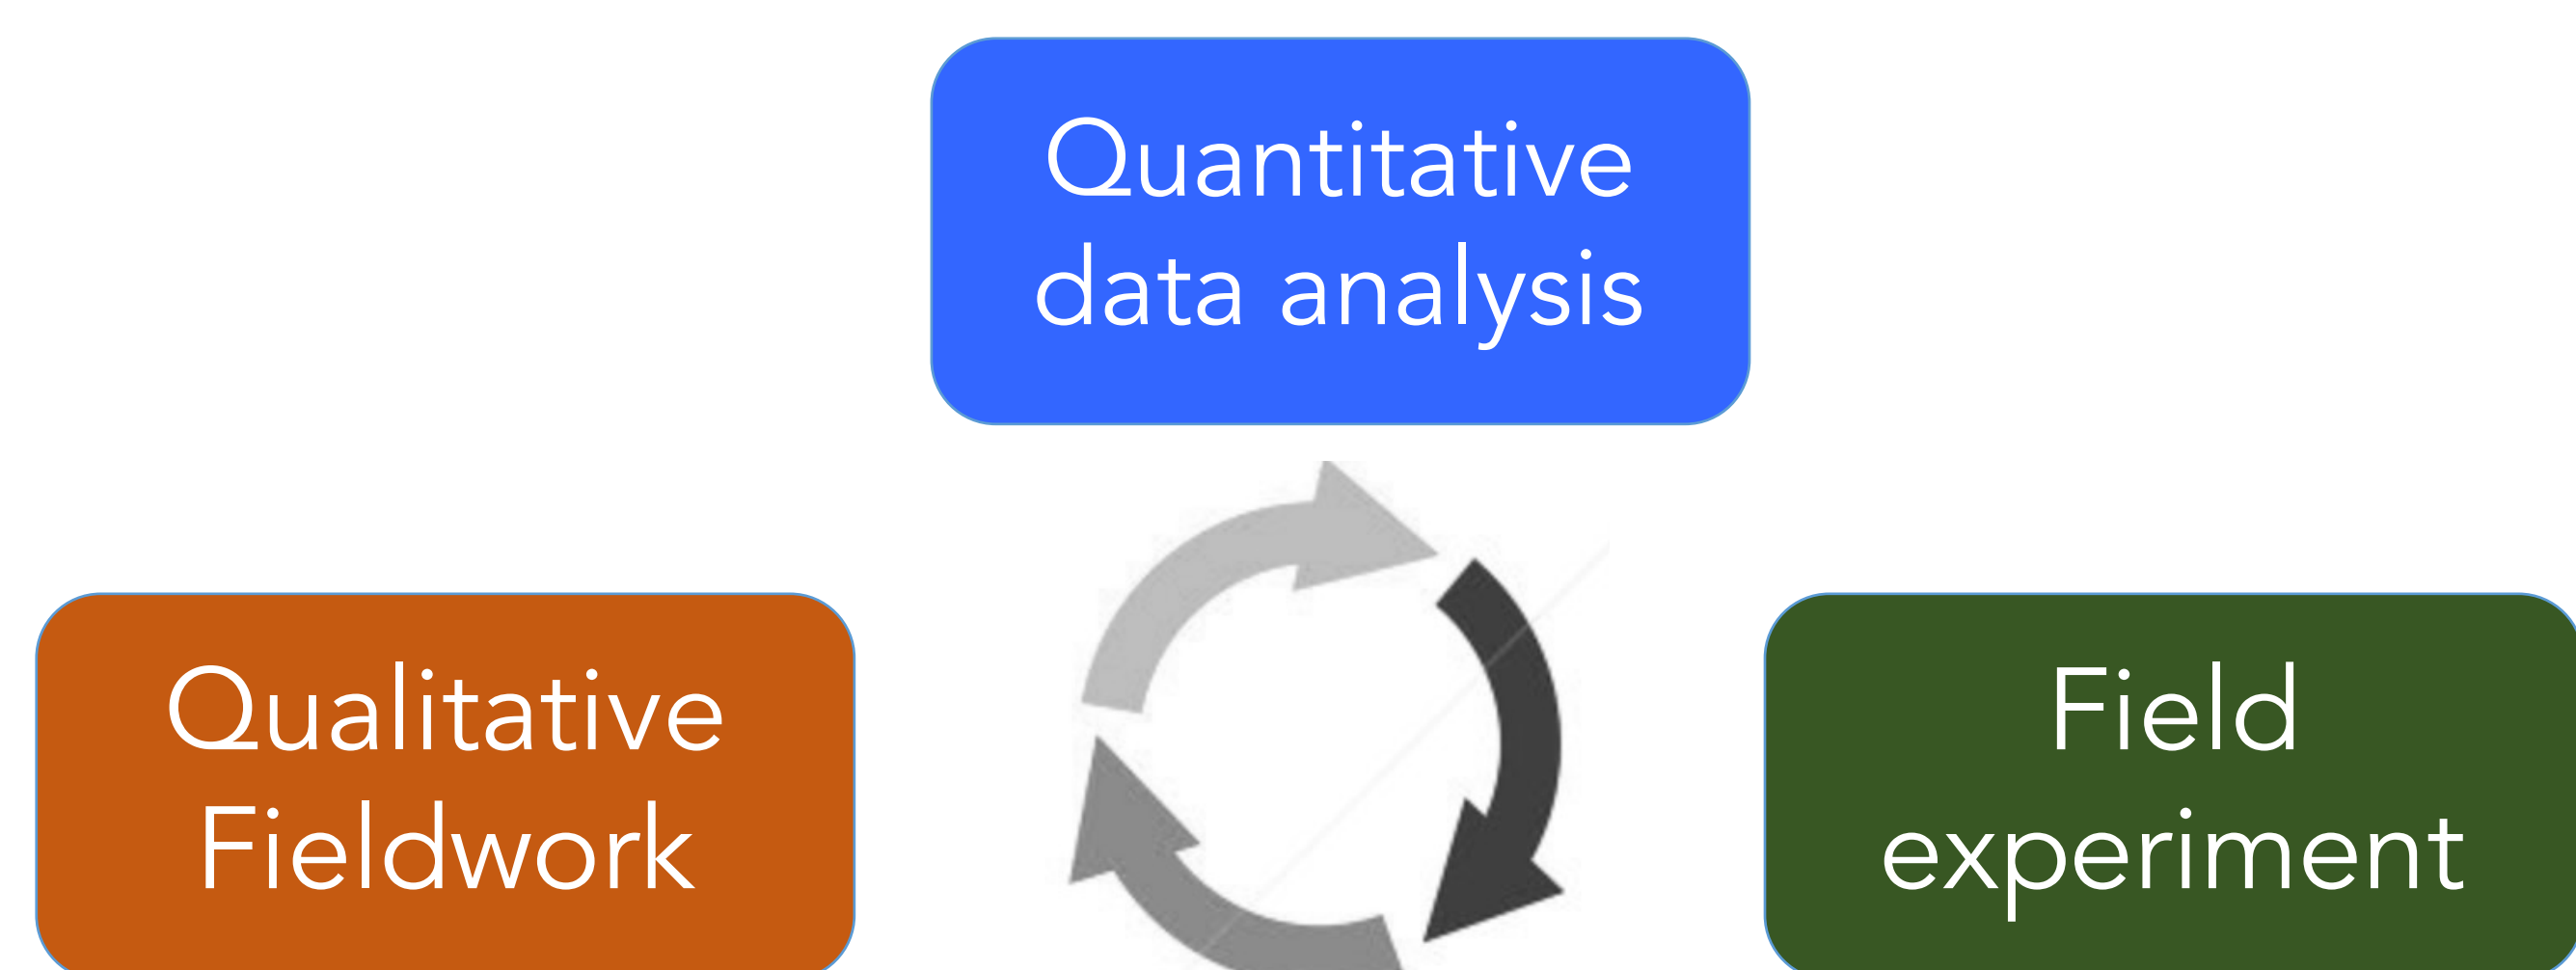 Quantitative
data analysis
Qualitative
Fieldwork
Field
experiment